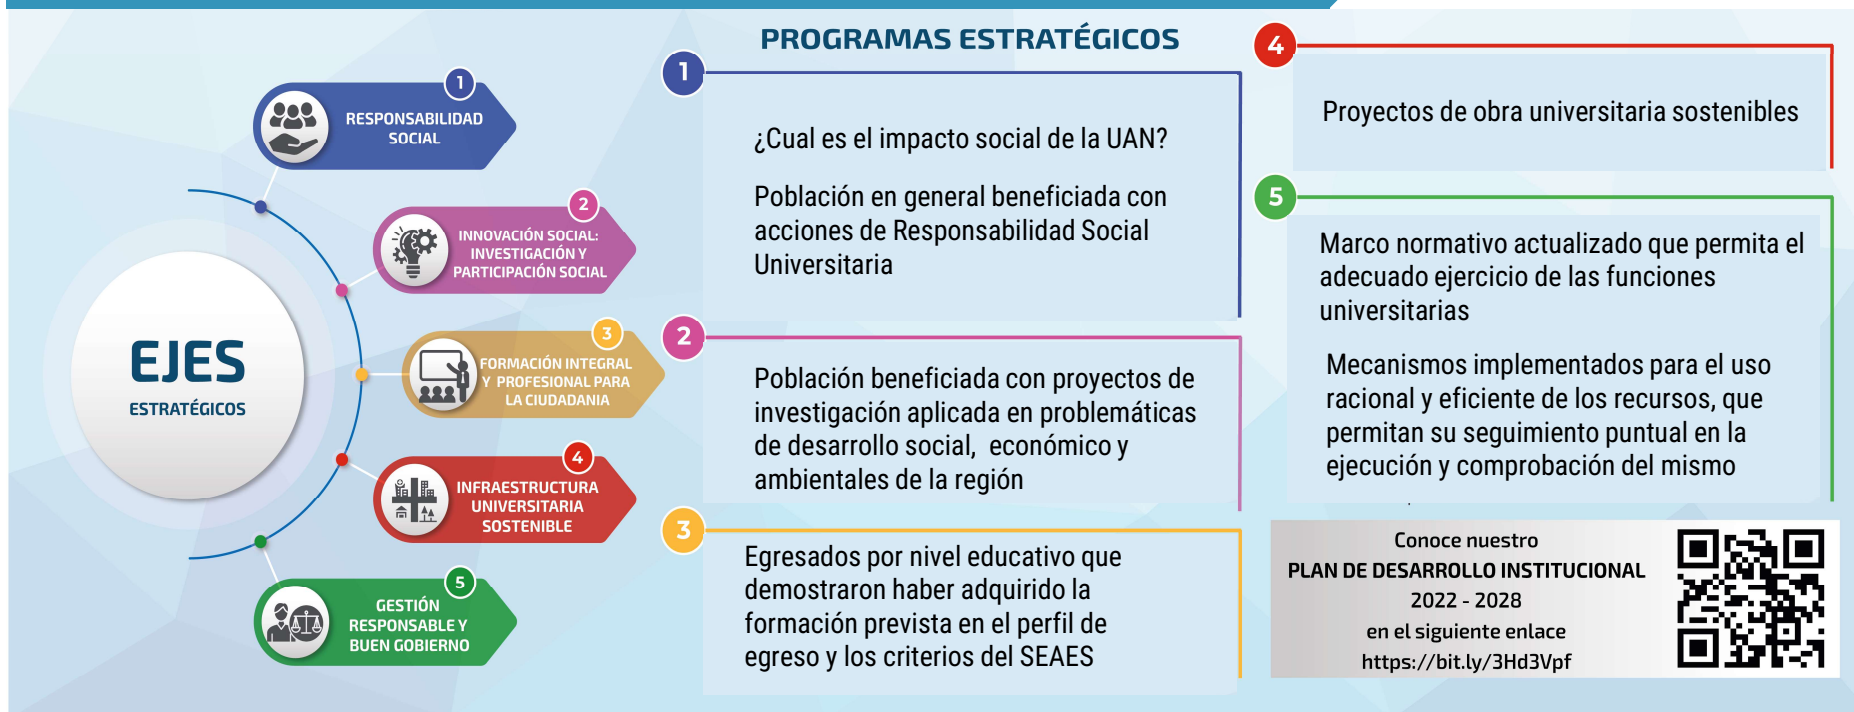 EJES
ESTRATÉGICOS
1
RESPONSABILIDAD
SOCIAL
2
INNOVACIÓN SOCIAL:
INVESTIGACIÓN Y
PARTICIPACIÓN SOCIAL
3
FORMACIÓN INTEGRAL
Y PROFESIONAL PARA
LA CIUDADANIA
4
INFRAESTRUCTURA
UNIVERSITARIA
SOSTENIBLE
5
GESTIÓN
RESPONSABLE Y
BUEN GOBIERNO
PROGRAMAS ESTRATÉGICOS
1
¿Cual es el impacto social de la UAN?
Población en general beneficiada con
acciones de Responsabilidad Social
Universitaria
2
Población beneficiada con proyectos de
investigación aplicada en problemáticas
de desarrollo social, económico y
ambientales de la región
3
Egresados por nivel educativo que
demostraron haber adquirido la
formación prevista en el perfil de
egreso y los criterios del SEAES
4
Proyectos de obra universitaria sostenibles
5
Marco normativo actualizado que permita el
adecuado ejercicio de las funciones
universitarias
Mecanismos implementados para el uso
racional y eficiente de los recursos, que
permitan su seguimiento puntual en la
ejecución y comprobación del mismo
Conoce nuestro
PLAN DE DESARROLLO INSTITUCIONAL
2022 - 2028
en el siguiente enlace
https://bit.ly/3Hd3Vpf